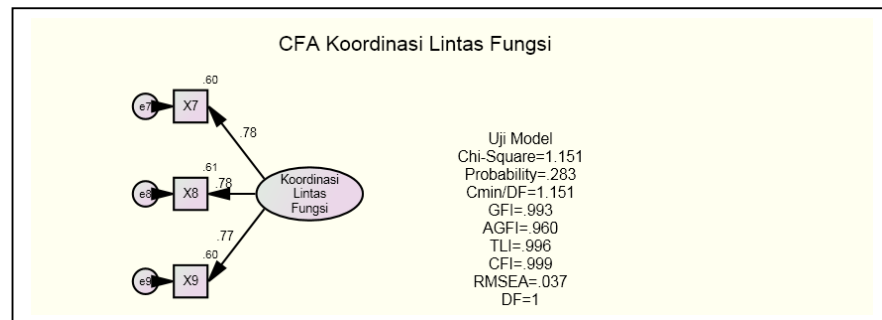 CFA Koordinasi Lintas Fungsi
.60
e7
X7
.78
.61
e8
X8
.78
Koordinasi
Lintas
Fungsi
.77
.60
e9
X9
Uji Model
Chi-Square=1.151
Probability=.283
Cmin/DF=1.151
GFI=.993
AGFI=.960
TLI=.996
CFI=.999
RMSEA=.037
DF=1